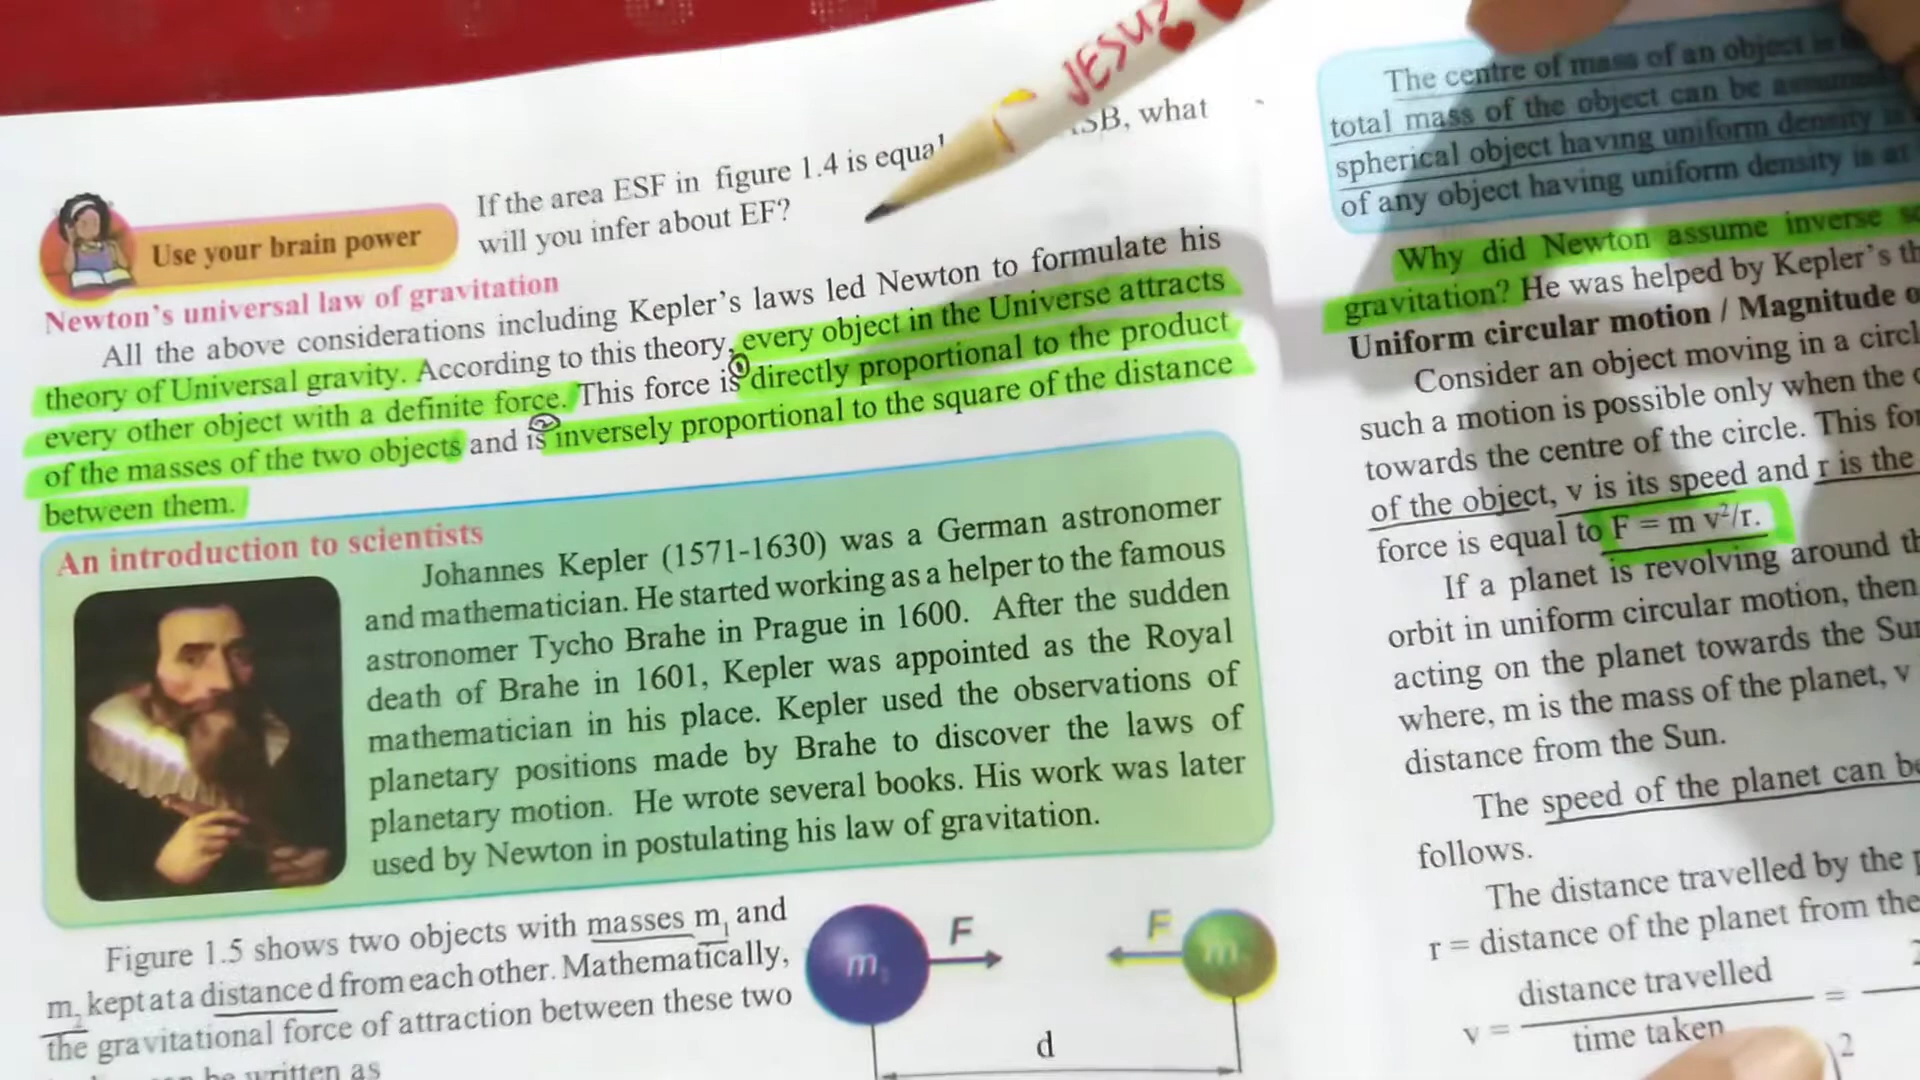 JESUS
If the area ESF in figure 1.4 is equal SB, what
will you infer about EF?
Use your brain power
Newton's universal law of gravitation
All the above considerations including Kepler's laws led Newton to formulate his
theory of Universal gravity. According to this theory, every object in the Universe attracts
every other object with a definite force. This force is directly proportional to the product
of the masses of the two objects and is inversely proportional to the square of the distance
between them.
An introduction to scientists
Johannes Kepler (1571-1630) was a German astronomer
and mathematician. He started working as a helper to the famous
astronomer Tycho Brahe in Prague in 1600. After the sudden
death of Brahe in 1601, Kepler was appointed as the Royal
mathematician in his place. Kepler used the observations of
planetary positions made by Brahe to discover the laws of
planetary motion. He wrote several books. His work was later
used by Newton in postulating his law of gravitation.
Figure 1.5 shows two objects with masses m₁ and
m₂ kept at a distance d from each other. Mathematically,
the gravitational force of attraction between these two
be written as
m₁
F
F
m
d
The centre of mass of an object is
total mass of the object can be
spherical object having uniform density
of any object having uniform density is at
Why did Newton assume inverse
gravitation? He was helped by Kepler's
Uniform circular motion / Magnitude
Consider an object moving in a
such a motion is possible only when the
towards the centre of the circle. This
of the object, v is its speed and r is the
force is equal to F = m v²/r.
If a planet is revolving around
orbit in uniform circular motion, then
acting on the planet towards the
where, m is the mass of the planet, v
distance from the Sun.
The speed of the planet can
follows.
The distance travelled by the
r = distance of the planet from the
v = distance travelled / time taken =
2